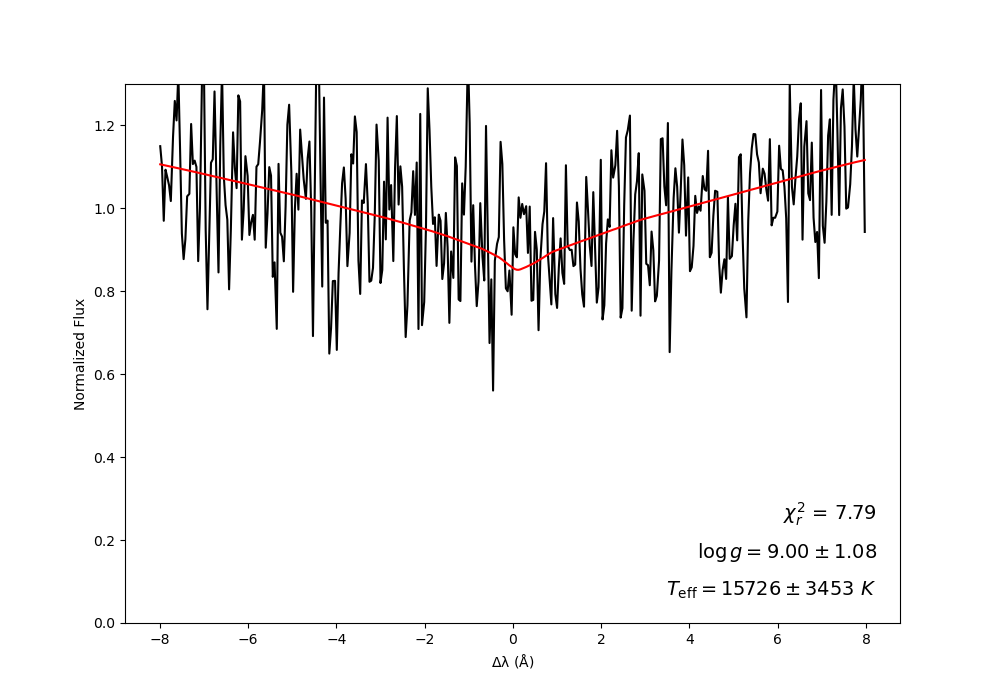 1.2
1.0
0.8
0.6
0.4
0.2
0.0
Normalized Flux
χ²ᵣ = 7.79
log g = 9.00 ± 1.08
T_eff = 15726 ± 3453 K
−8 −6 −4 −2 0 2 4 6 8
Δλ (Å)